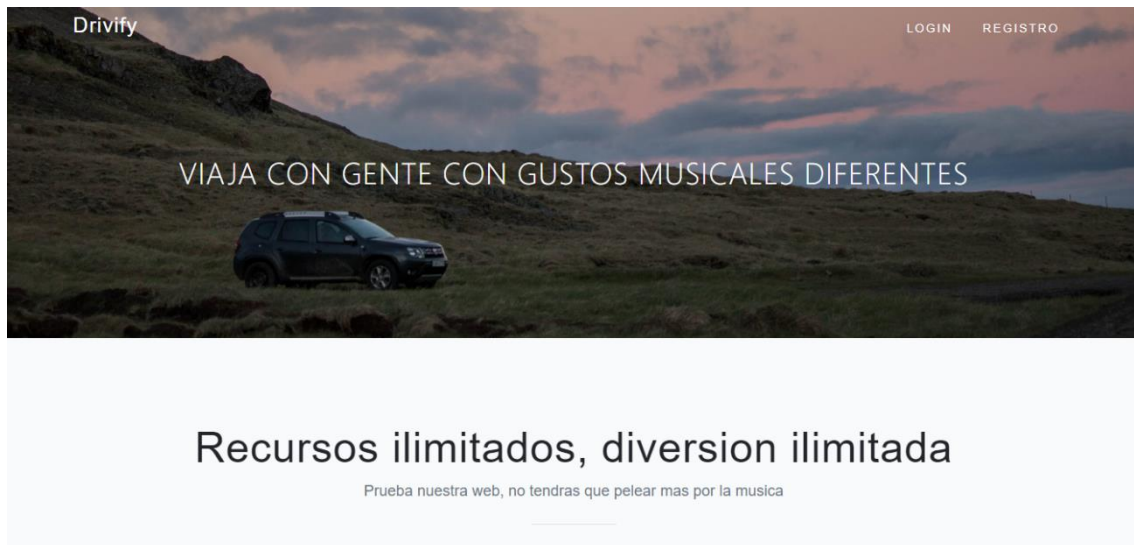 Drivify
LOGIN REGISTRO
VIAJA CON GENTE CON GUSTOS MUSICALES DIFERENTES
Recursos ilimitados, diversion ilimitada
Prueba nuestra web, no tendras que pelear mas por la musica